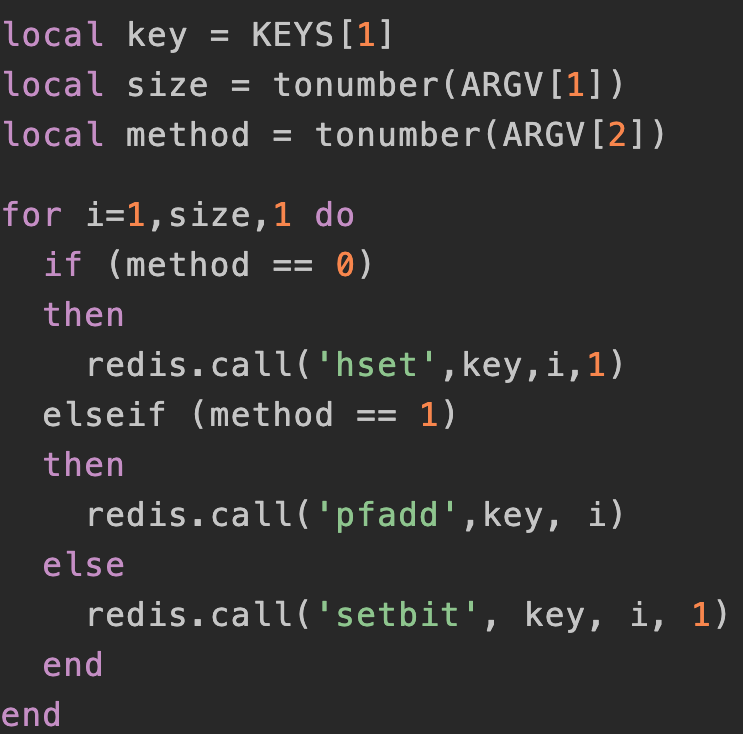 local key = KEYS[1]
local size = tonumber(ARGV[1])
local method = tonumber(ARGV[2])

for i=1,size,1 do
  if (method == 0)
  then
    redis.call('hset',key,i,1)
  elseif (method == 1)
  then
    redis.call('pfadd',key, i)
  else
    redis.call('setbit', key, i, 1)
  end
end